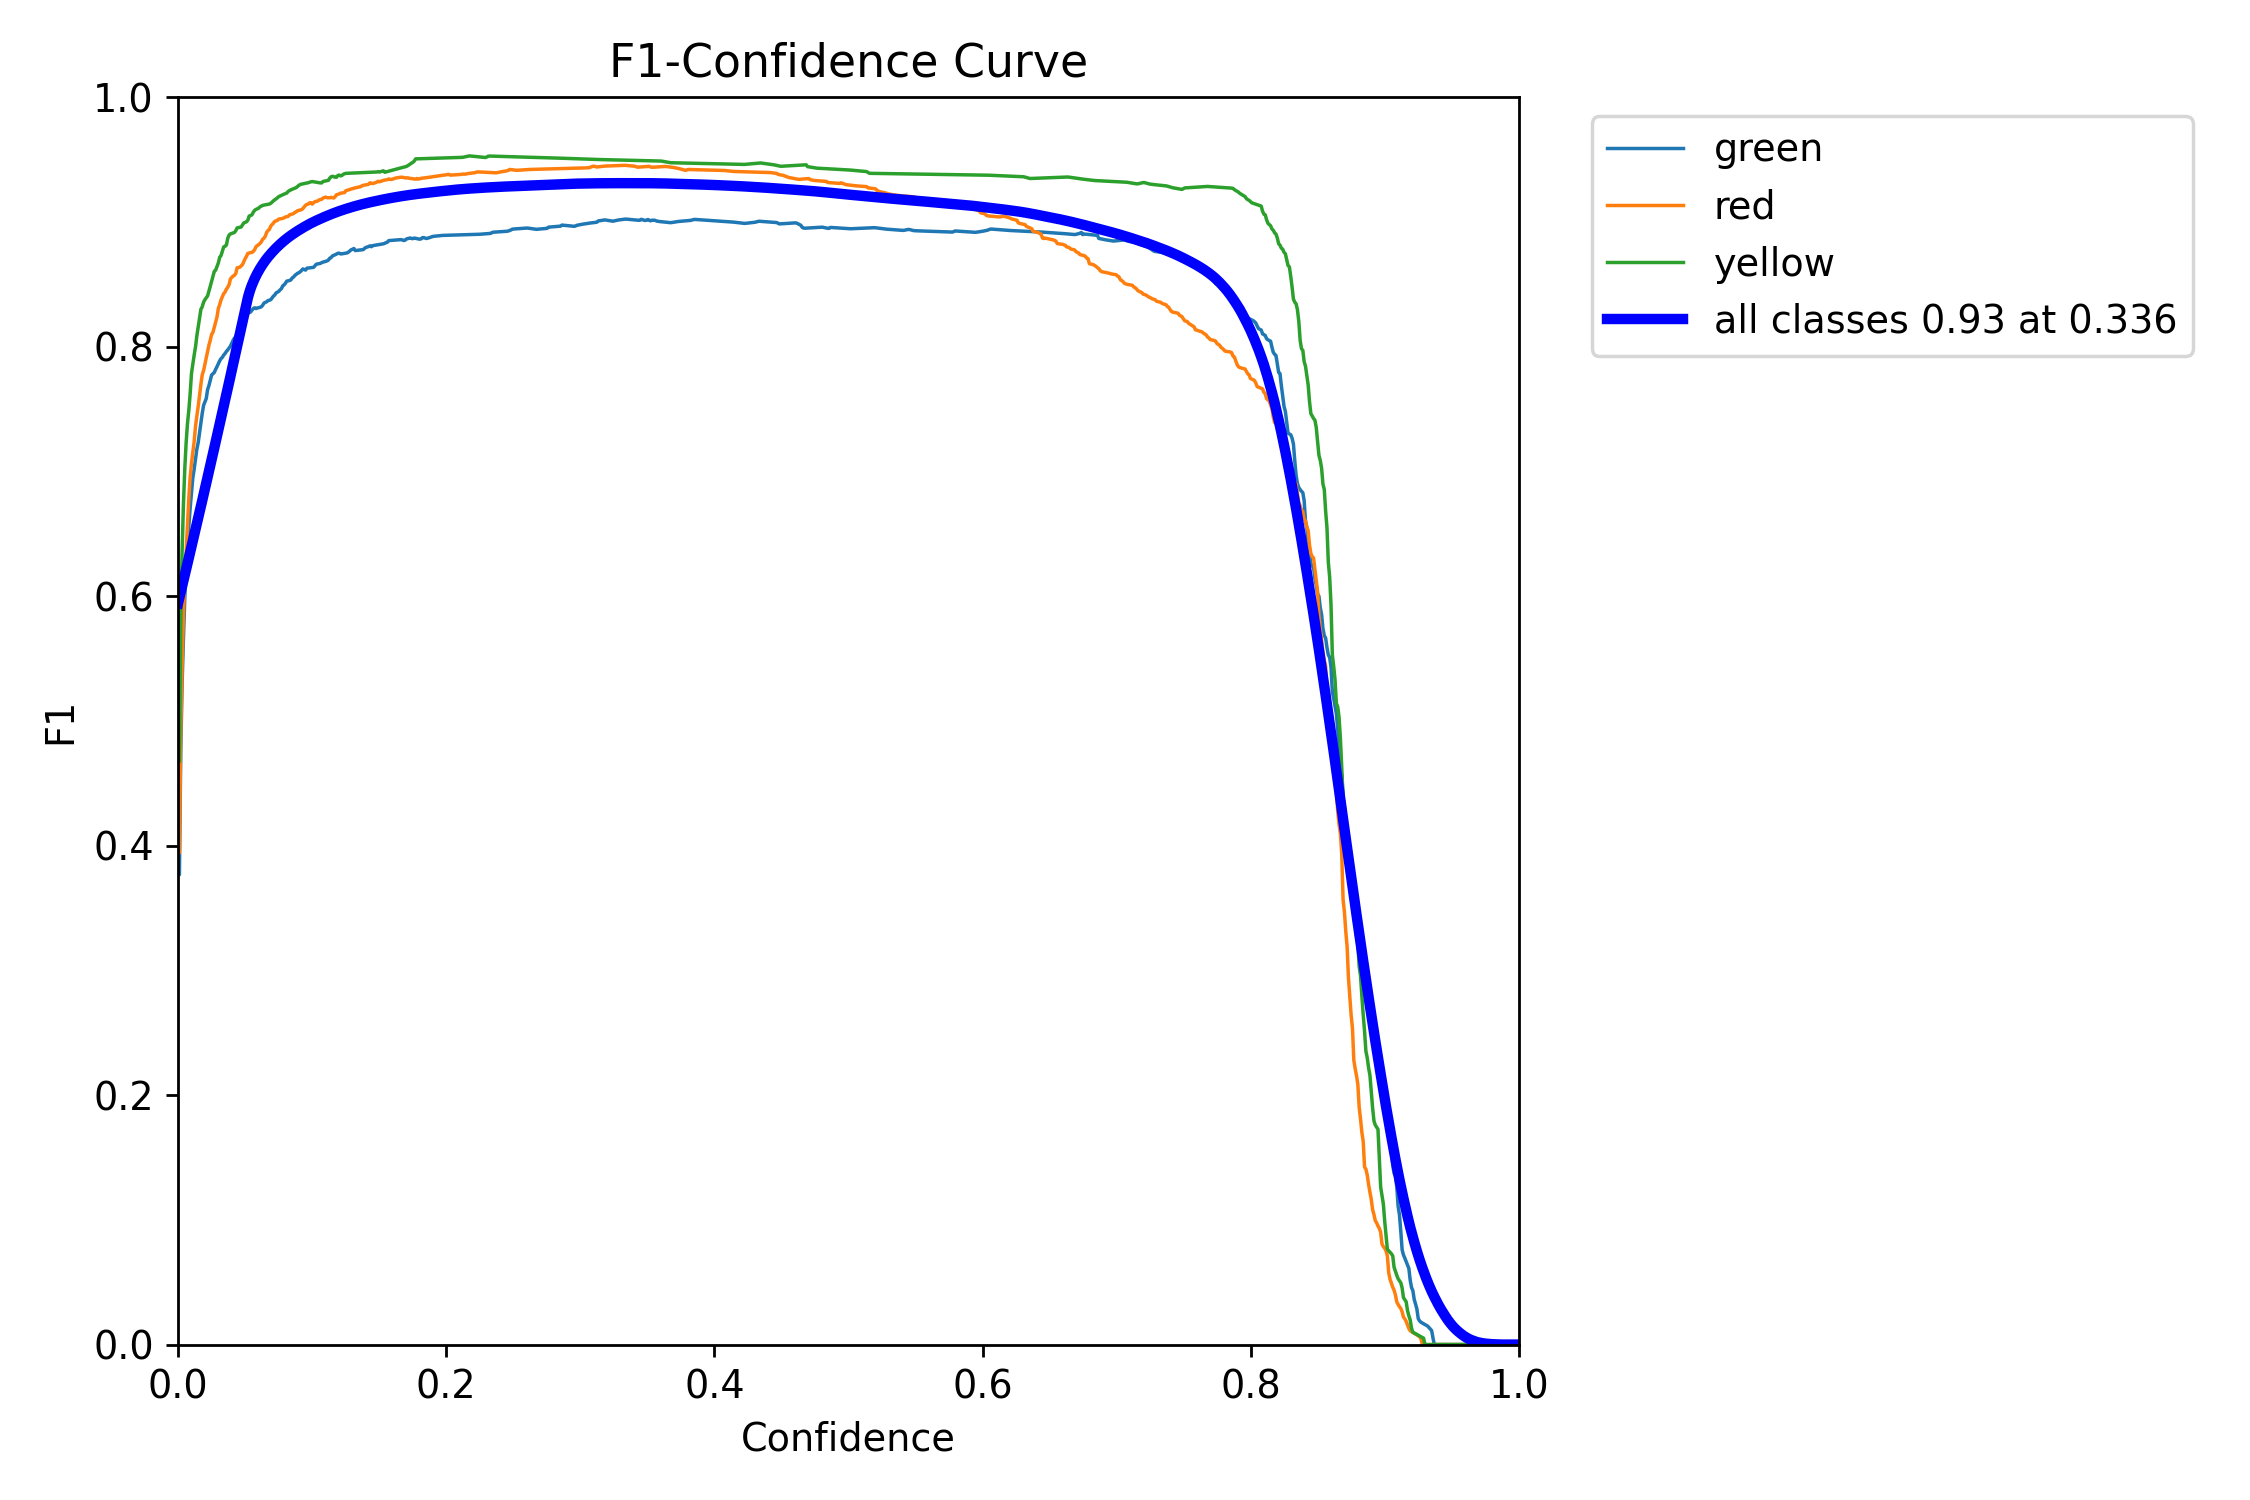 F1-Confidence Curve
1.0
0.8
0.6
0.4
0.2
0.0
F1
0.0 0.2 0.4 0.6 0.8 1.0
Confidence
green
red
yellow
all classes 0.93 at 0.336